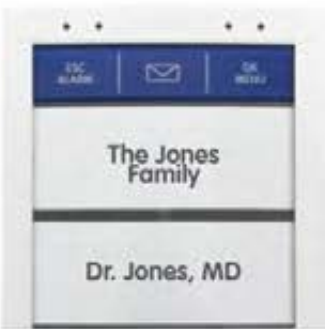 ESC
ALARM
OK
MENU
The Jones
Family
Dr. Jones, MD